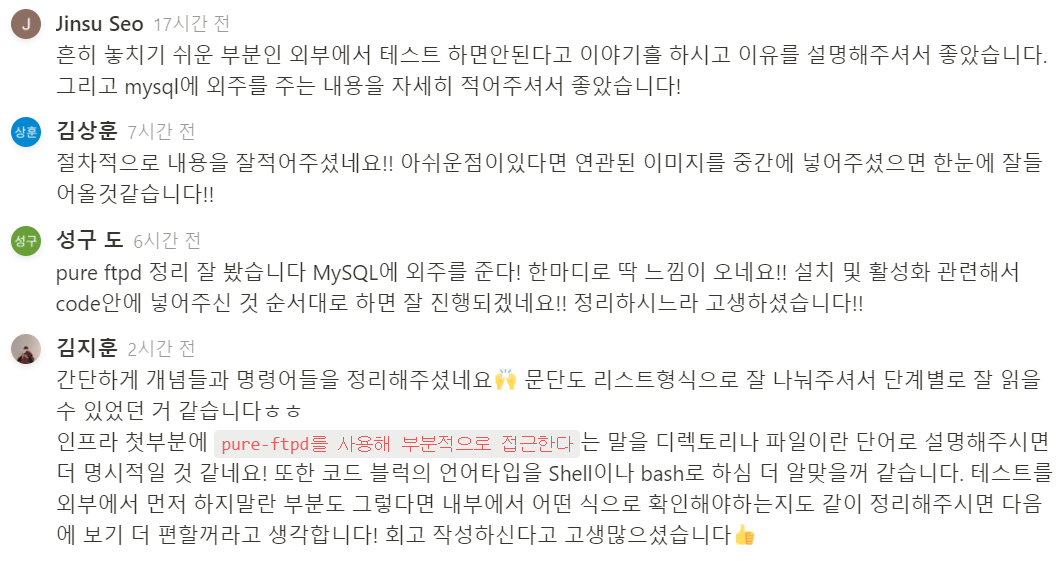 J Jinsu Seo 17시간 전
흔히 놓치기 쉬운 부분인 외부에서 테스트 하면안된다고 이야기흘 하시고 이유를 설명해주셔서 좋았습니다.
그리고 mysql에 외주를 주는 내용을 자세히 적어주셔서 좋았습니다!
상훈 김상훈 7시간 전
절차적으로 내용을 잘적어주셨네요!! 아쉬운점이있다면 연관된 이미지를 중간에 넣어주셨으면 한눈에 잘들
어올것같습니다!!
성구 성구 도 6시간 전
pure ftpd 정리 잘 봤습니다 MySQL에 외주를 준다! 한마디로 딱 느낌이 오네요!! 설치 및 활성화 관련해서
code안에 넣어주신 것 순서대로 하면 잘 진행되겠네요!! 정리하시느라 고생하셨습니다!!
김지훈 2시간 전
간단하게 개념들과 명령어들을 정리해주셨네요🙌 문단도 리스트형식으로 잘 나눠주셔서 단계별로 잘 읽을
수 있었던 거 같습니다ㅎㅎ
인프라 첫부분에 pure-ftpd를 사용해 부분적으로 접근한다는 말을 디렉토리나 파일이란 단어로 설명해주시면
더 명시적일 것 같네요! 또한 코드 블럭의 언어타입을 Shell이나 bash로 하심 더 알맞을꺼 같습니다. 테스트를
외부에서 먼저 하지말란 부분도 그렇다면 내부에서 어떤 식으로 확인해야하는지도 같이 정리해주시면 다음
에 보기 더 편할꺼라고 생각합니다! 회고 작성하신다고 고생많으셨습니다👍